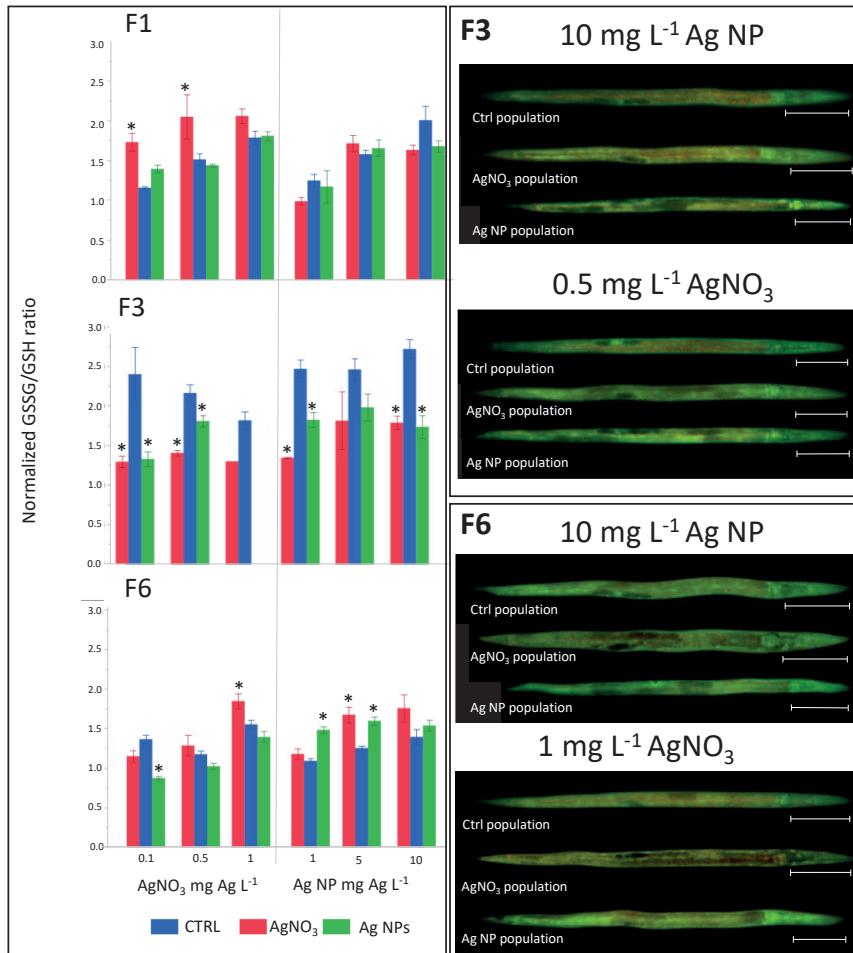 F1
3.0
2.5
2.0
1.5
1.0
0.5
0.0
* *
F3
3.0
2.5
2.0
1.5
1.0
0.5
0.0
* * * * * * * *
Normalized GSSG/GSH ratio
F6
3.0
2.5
2.0
1.5
1.0
0.5
0.0
* * * * *
0.1 0.5 1 1 5 10
AgNO₃ mg Ag L⁻¹ Ag NP mg Ag L⁻¹
CTRL AgNO₃ Ag NPs
F3 10 mg L⁻¹ Ag NP
Ctrl population
AgNO₃ population
Ag NP population
0.5 mg L⁻¹ AgNO₃
Ctrl population
AgNO₃ population
Ag NP population
F6 10 mg L⁻¹ Ag NP
Ctrl population
AgNO₃ population
Ag NP population
1 mg L⁻¹ AgNO₃
Ctrl population
AgNO₃ population
Ag NP population